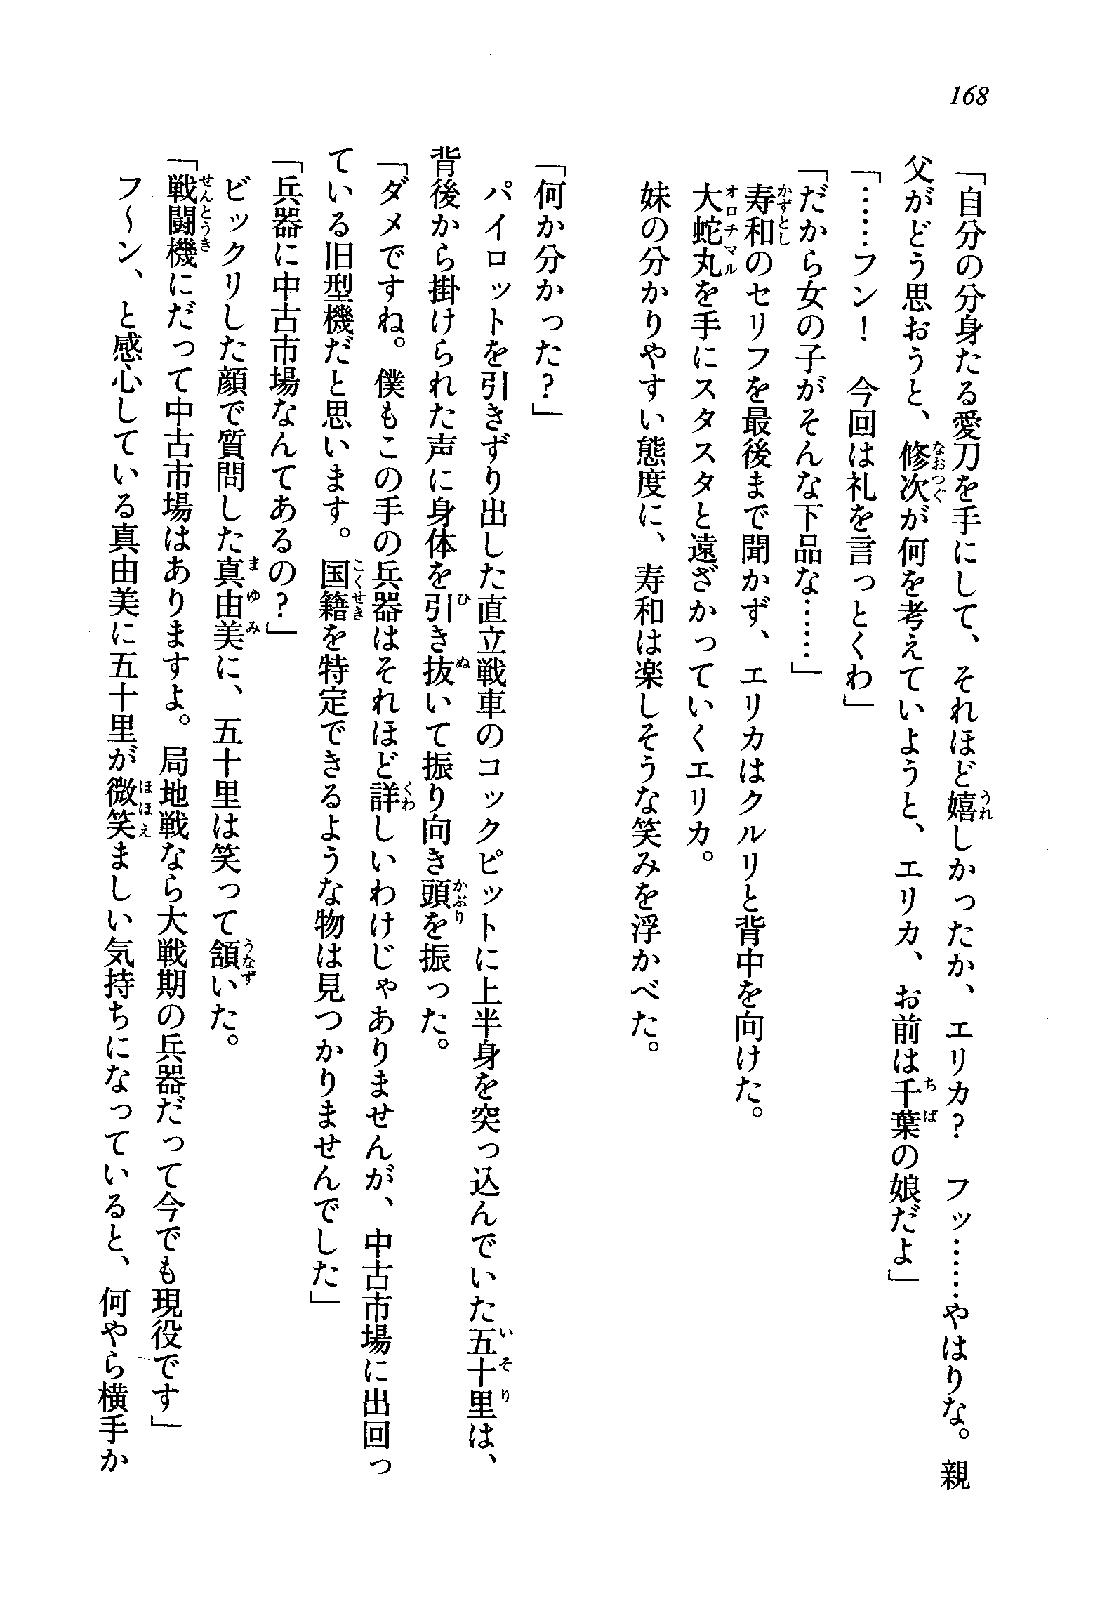 168
「自分の分身たる愛刀を手にして、それほど嬉しかったか、エリカ？　フッ……やはりな。親
父がどう思おうと、修次が何を考えていようと、エリカ、お前は千葉の娘だよ」
「……フン！　今回は礼を言っとくわ」
「だから女の子がそんな下品な……」
寿和のセリフを最後まで聞かず、エリカはクルリと背中を向けた。
大蛇丸を手にスタスタと遠ざかっていくエリカ。
妹の分かりやすい態度に、寿和は楽しそうな笑みを浮かべた。
「何か分かった？」
パイロットを引きずり出した直立戦車のコックピットに上半身を突っ込んでいた五十里は、
背後から掛けられた声に身体を引き抜いて振り向き頭を振った。
「ダメですね。僕もこの手の兵器はそれほど詳しいわけじゃありませんが、中古市場に出回っ
ている旧型機だと思います。国籍を特定できるような物は見つかりませんでした」
「兵器に中古市場なんてあるの？」
ビックリした顔で質問した真由美に、五十里は笑って頷いた。
「戦闘機にだって中古市場はありますよ。局地戦なら大戦期の兵器だって今でも現役です」
フ〜ン、と感心している真由美に五十里が微笑ましい気持ちになっていると、何やら横手か